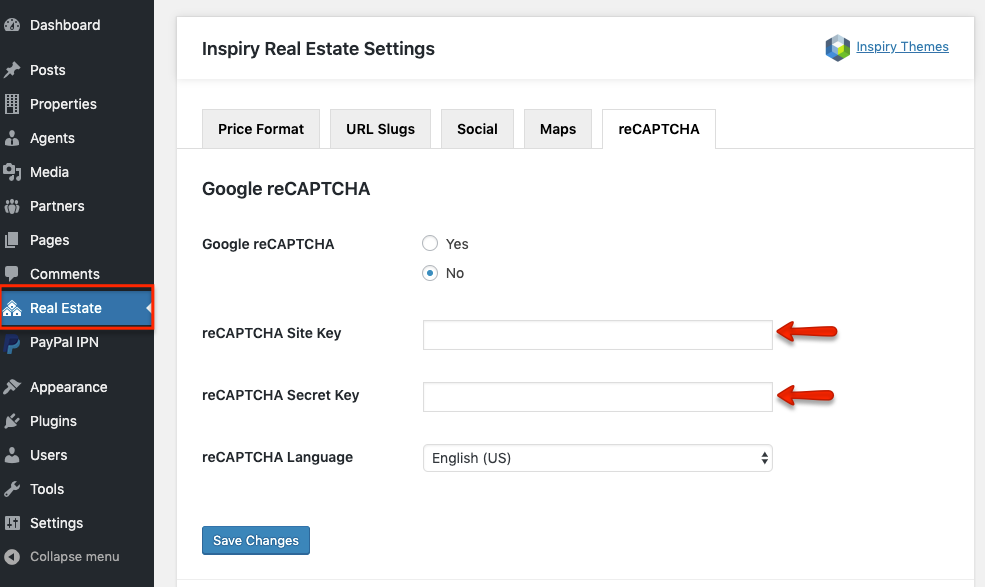 Dashboard
Posts
Properties
Agents
Media
Partners
Pages
Comments
Real Estate
PayPal IPN
Appearance
Plugins
Users
Tools
Settings
Collapse menu
Inspiry Real Estate Settings
Inspiry Themes
Price Format
URL Slugs
Social
Maps
reCAPTCHA
Google reCAPTCHA
Google reCAPTCHA
Yes
No
reCAPTCHA Site Key
reCAPTCHA Secret Key
reCAPTCHA Language
English (US)
Save Changes